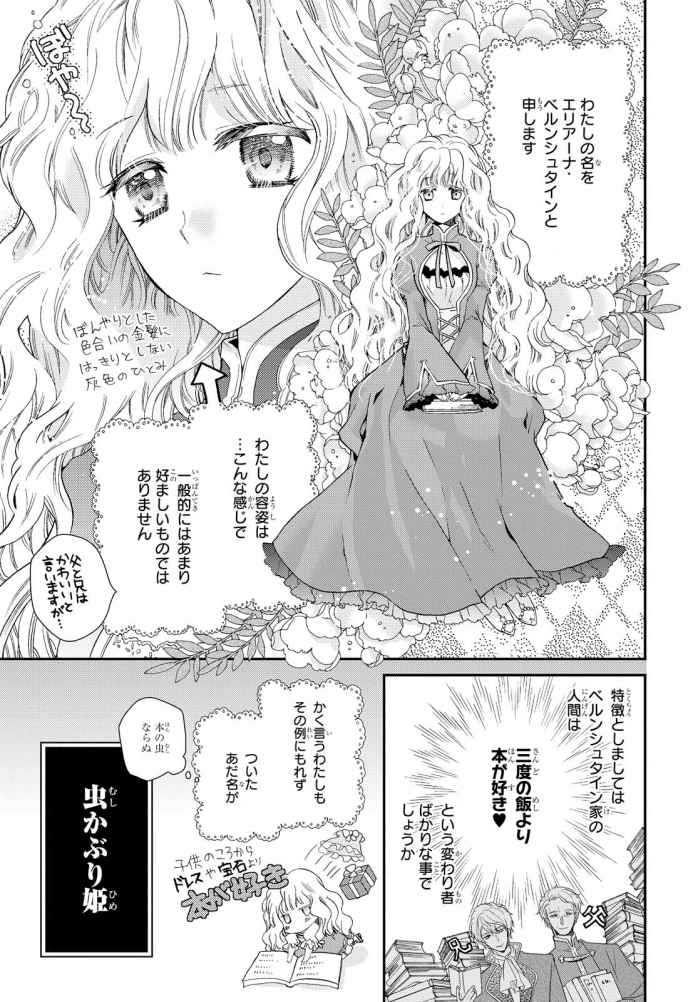 わたしの名を
エリアーナ・
ベルンシュタインと
申します
ぽや〜
ぼんやりとした
色合いの金髪に
はっきりとしない
灰色のひとみ
わたしの容姿は
…こんな感じで
一般的にはあまり
好ましいものでは
ありません
父と兄は
かわいいと
言いますが…
特徴としましては
ベルンシュタイン家の
人間は
三度の飯より
本が好き♥
という変わり者
ばかりな事で
しょうか
父
兄
かく言うわたしも
その例にもれず
ついた
あだ名が
本の虫
ならぬ
子供のころから
ドレスや宝石より
本が好き
虫かぶり姫